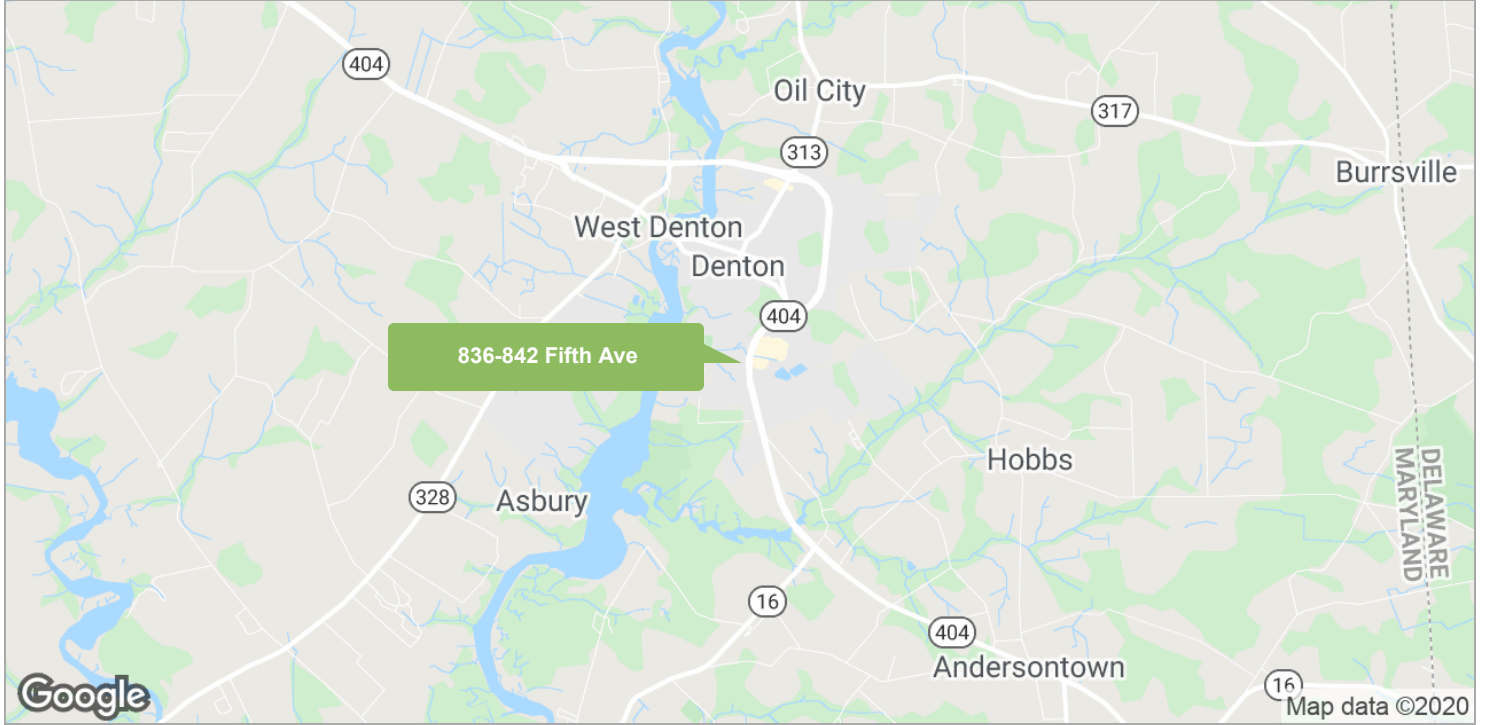 404
Oil City
317
313
Burrsville
West Denton
Denton
404
836-842 Fifth Ave
Hobbs
DELAWARE
MARYLAND
328
Asbury
16
404
Andersontown
16
Google
Map data ©2020